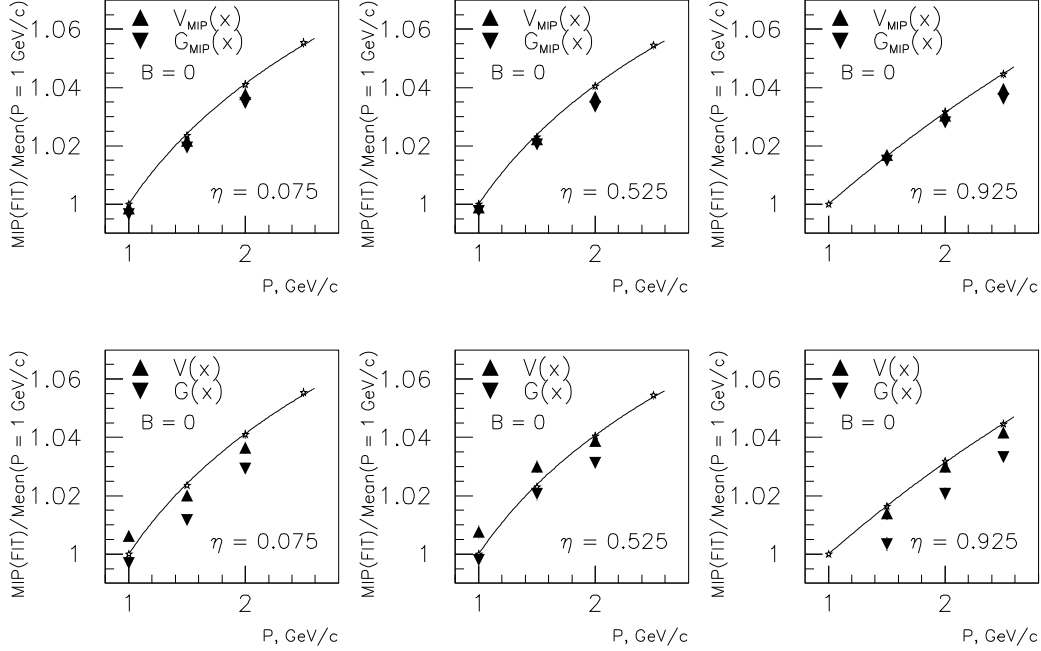 MIP(FIT)/Mean(P = 1 GeV/c)
1.06
1.04
1.02
1
▲ V_MIP(x)
▼ G_MIP(x)
B = 0
η = 0.075
1 2
P, GeV/c
MIP(FIT)/Mean(P = 1 GeV/c)
1.06
1.04
1.02
1
▲ V_MIP(x)
▼ G_MIP(x)
B = 0
η = 0.525
1 2
P, GeV/c
MIP(FIT)/Mean(P = 1 GeV/c)
1.06
1.04
1.02
1
▲ V_MIP(x)
▼ G_MIP(x)
B = 0
η = 0.925
1 2
P, GeV/c
MIP(FIT)/Mean(P = 1 GeV/c)
1.06
1.04
1.02
1
▲ V(x)
▼ G(x)
B = 0
η = 0.075
1 2
P, GeV/c
MIP(FIT)/Mean(P = 1 GeV/c)
1.06
1.04
1.02
1
▲ V(x)
▼ G(x)
B = 0
η = 0.525
1 2
P, GeV/c
MIP(FIT)/Mean(P = 1 GeV/c)
1.06
1.04
1.02
1
▲ V(x)
▼ G(x)
B = 0
η = 0.925
1 2
P, GeV/c